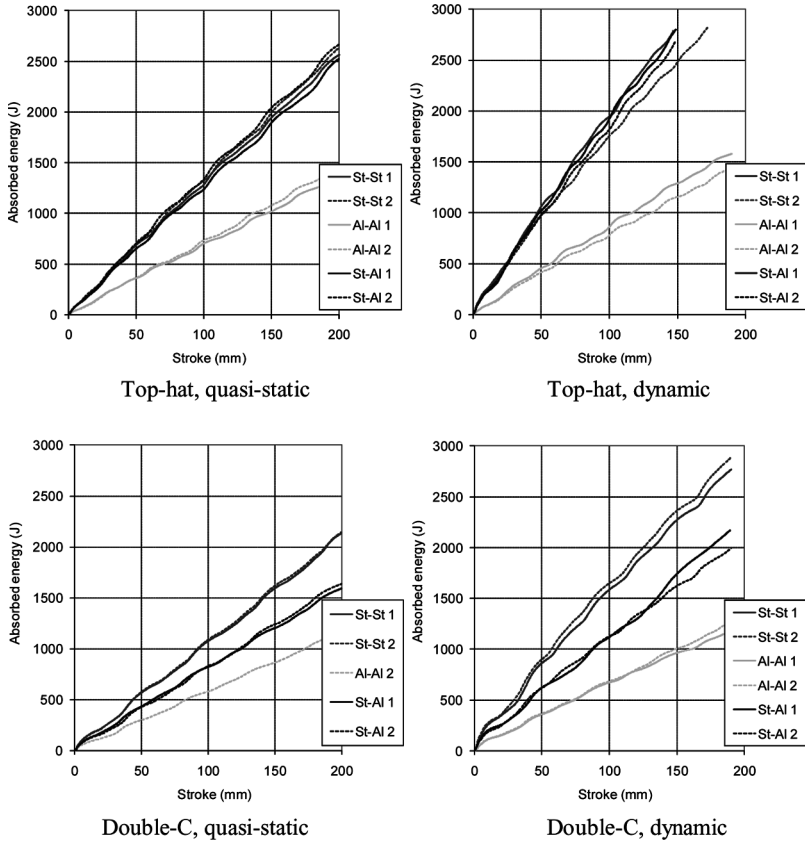 3000
2500
2000
1500
1000
500
0
Absorbed energy (J)
0 50 100 150 200
Stroke (mm)
St-St 1
St-St 2
Al-Al 1
Al-Al 2
St-Al 1
St-Al 2
Top-hat, quasi-static
3000
2500
2000
1500
1000
500
0
Absorbed energy (J)
0 50 100 150 200
Stroke (mm)
St-St 1
St-St 2
Al-Al 1
Al-Al 2
St-Al 1
St-Al 2
Top-hat, dynamic
3000
2500
2000
1500
1000
500
0
Absorbed energy (J)
0 50 100 150 200
Stroke (mm)
St-St 1
St-St 2
Al-Al 2
St-Al 1
St-Al 2
Double-C, quasi-static
3000
2500
2000
1500
1000
500
0
Absorbed energy (J)
0 50 100 150 200
Stroke (mm)
St-St 1
St-St 2
Al-Al 1
Al-Al 2
St-Al 1
St-Al 2
Double-C, dynamic